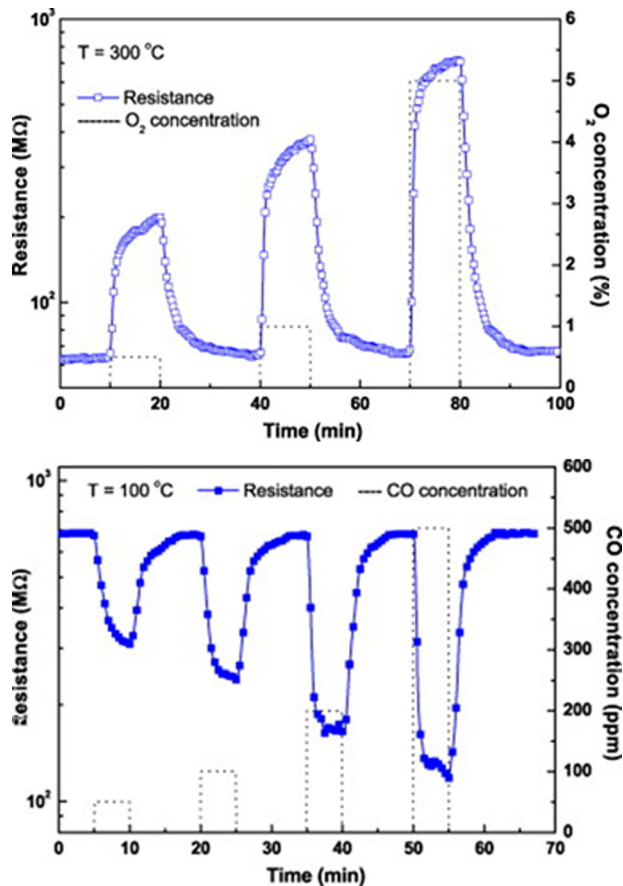 10³
6
T = 300 °C
Resistance
O₂ concentration
5
4
3
2
10²
1
0
Resistance (MΩ)
O₂ concentration (%)
0 20 40 60 80 100
Time (min)
600
10³
T = 100 °C Resistance CO concentration
500
400
300
200
100
10²
0
Resistance (MΩ)
CO concentration (ppm)
0 10 20 30 40 50 60 70
Time (min)